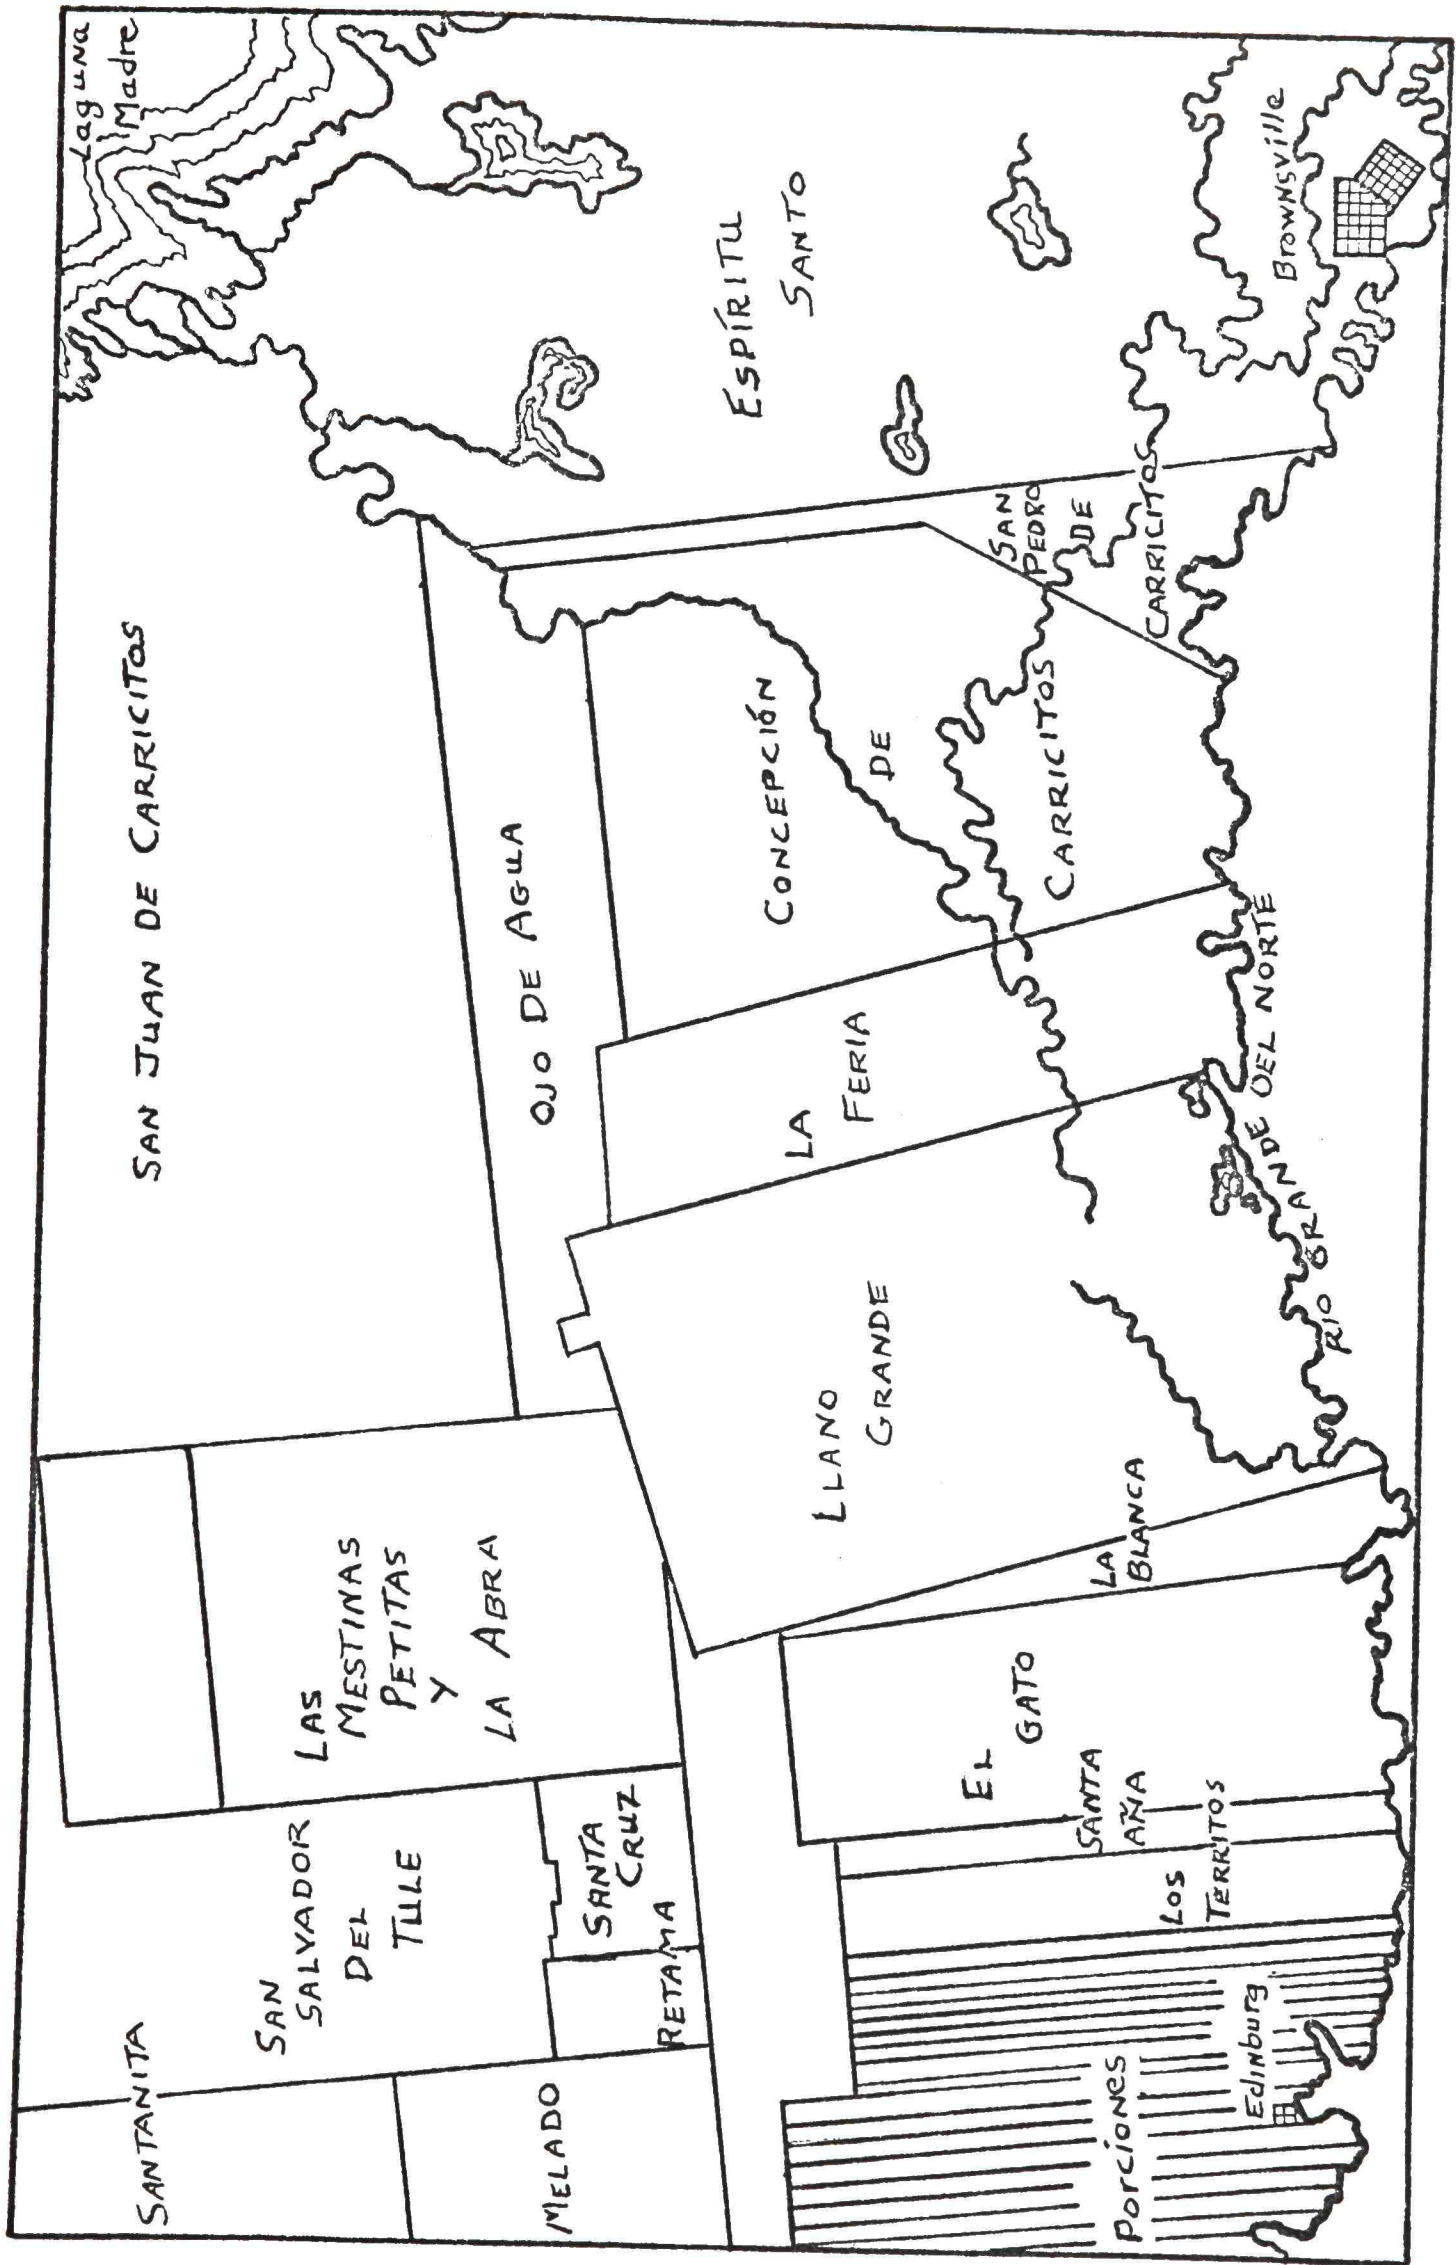 Laguna
Madre
SAN JUAN DE CARRICITOS
SANTANITA
SAN
SALVADOR
DEL
TULE
LAS
MESTINAS
PETITAS
Y
LA ABRA
OJO DE AGUA
ESPÍRITU
SANTO
MELADO
RETAMA
SANTA
CRUZ
LLANO
GRANDE
LA
FERIA
CONCEPCIÓN
DE
CARRICITOS
SAN
PEDRO
DE
CARRICITOS
BROWNSVILLE
Porciones
Edinburg
LOS
TERRITOS
SANTA
AÑA
EL
GATO
LA
BLANCA
RIO GRANDE DEL NORTE